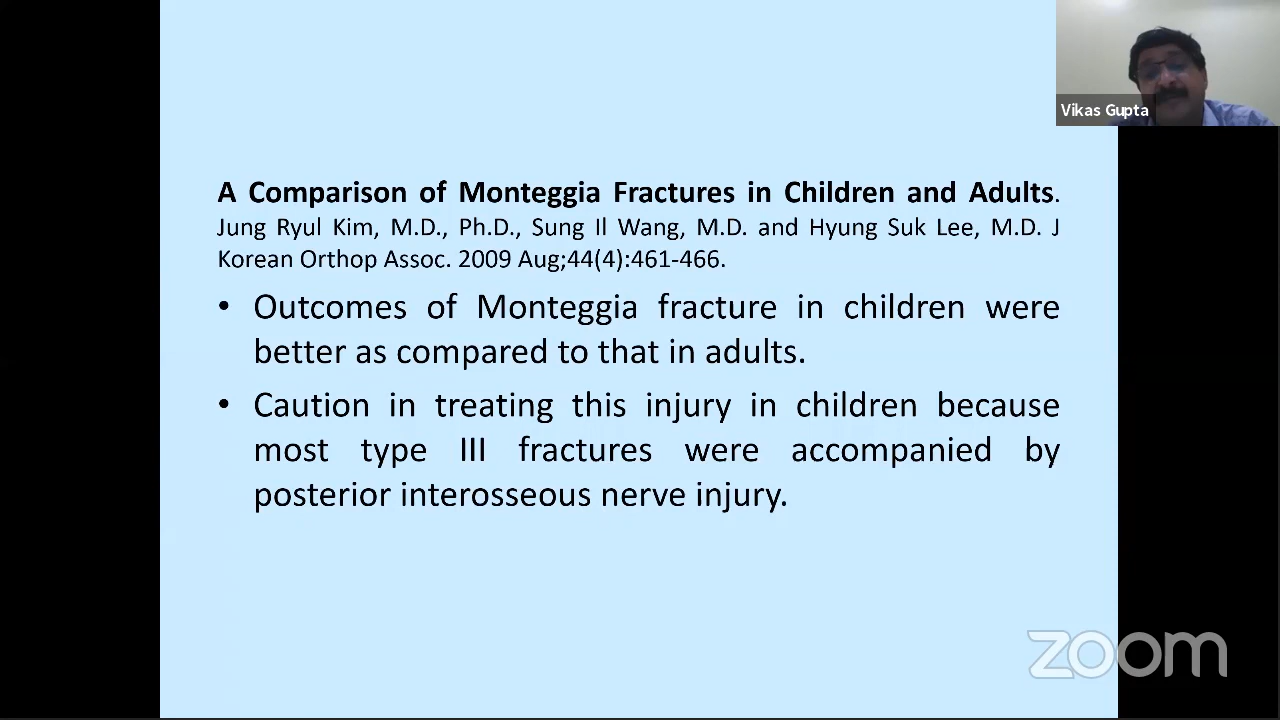 Vikas Gupta
A Comparison of Monteggia Fractures in Children and Adults.
Jung Ryul Kim, M.D., Ph.D., Sung Il Wang, M.D. and Hyung Suk Lee, M.D. J
Korean Orthop Assoc. 2009 Aug;44(4):461-466.
• Outcomes of Monteggia fracture in children were
better as compared to that in adults.
• Caution in treating this injury in children because
most type III fractures were accompanied by
posterior interosseous nerve injury.
zoom